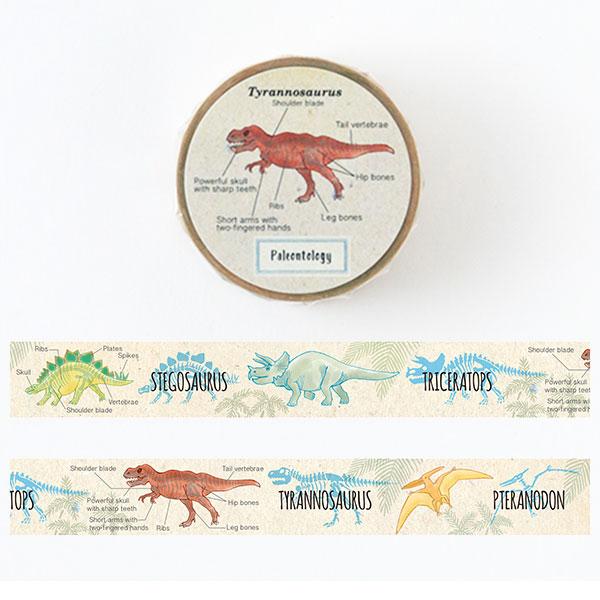 Tyrannosaurus
Shoulder blade
Tail vertebrae
Powerful skull
with sharp teeth
Hip bones
Ribs
Short arms with
two-fingered hands
Leg bones
Paleontology
Ribs
Plates
Spikes
Skull
Vertebrae
Shoulder blade
STEGOSAURUS
TRICERATOPS
Shoulder b
Powerful skull
with sharp teeth
Short arms wi
two-fingered h
TOPS
Shoulder blade
Tail vertebrae
Powerful skull
with sharp teeth
Hip bones
Short arms with
two-fingered hands
Ribs
Leg bones
TYRANNOSAURUS
PTERANODON